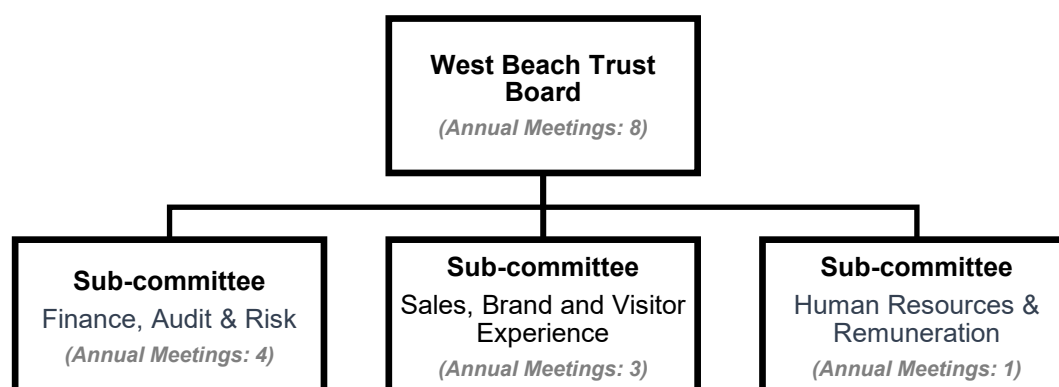 West Beach Trust
Board
(Annual Meetings: 8)
Sub-committee
Finance, Audit & Risk
(Annual Meetings: 4)
Sub-committee
Sales, Brand and Visitor
Experience
(Annual Meetings: 3)
Sub-committee
Human Resources &
Remuneration
(Annual Meetings: 1)